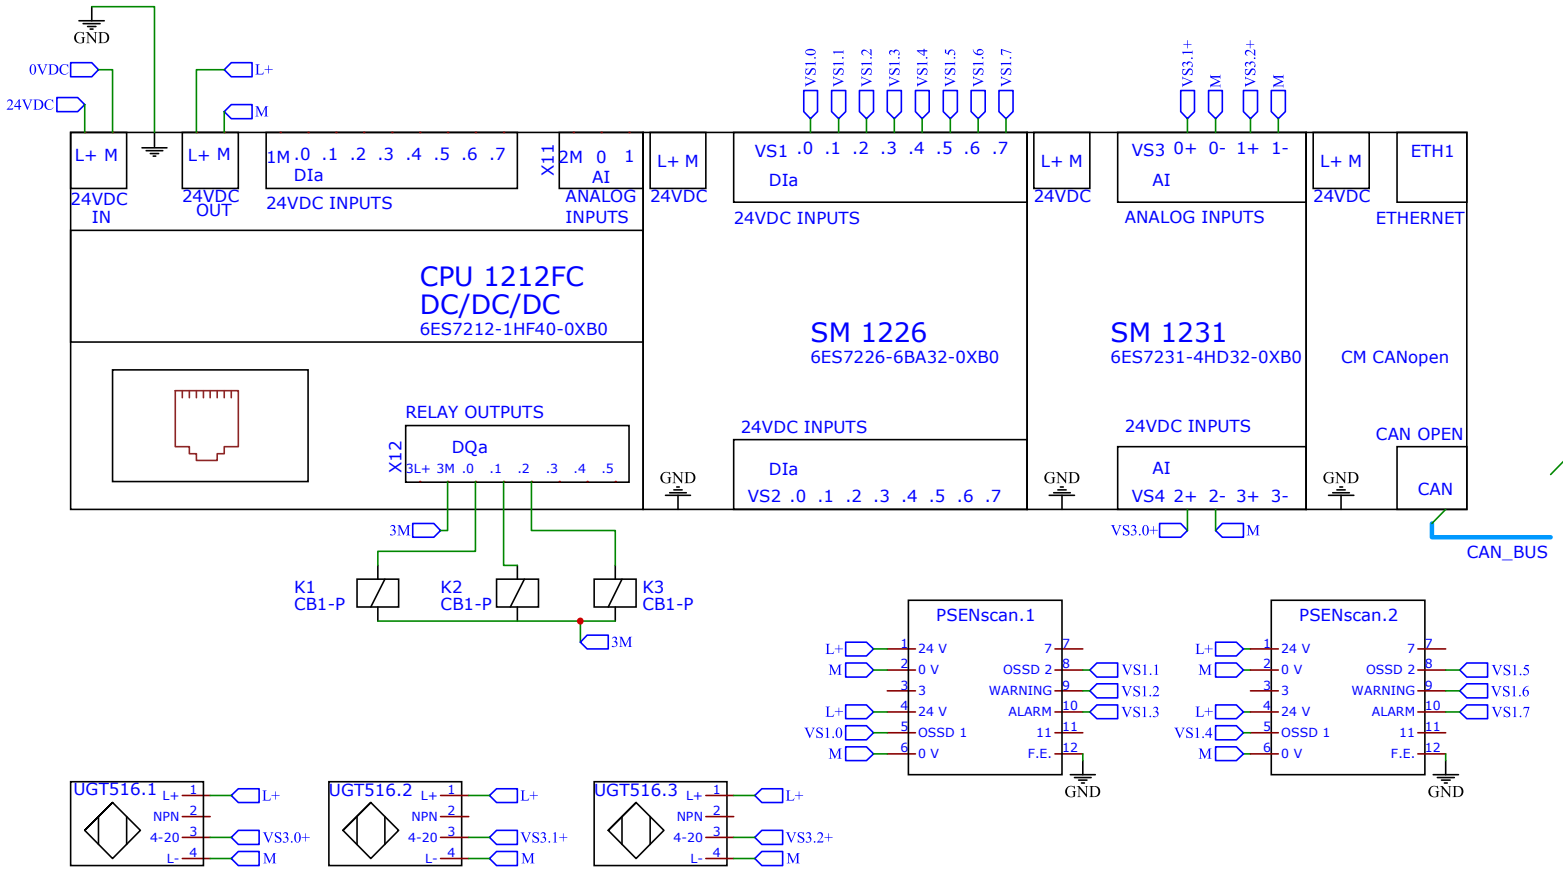 GND
0VDC
24VDC
L+
M
VS1.0
VS1.1
VS1.2
VS1.3
VS1.4
VS1.5
VS1.6
VS1.7
VS3.1+
M
VS3.2+
M
L+ M
24VDC
IN
L+ M
24VDC
OUT
1M .0 .1 .2 .3 .4 .5 .6 .7
DIa
24VDC INPUTS
X11
2M 0 1
AI
ANALOG
INPUTS
L+ M
24VDC
VS1 .0 .1 .2 .3 .4 .5 .6 .7
DIa
24VDC INPUTS
L+ M
24VDC
VS3 0+ 0- 1+ 1-
AI
ANALOG INPUTS
L+ M
24VDC
ETH1
ETHERNET
CPU 1212FC
DC/DC/DC
6ES7212-1HF40-0XB0
SM 1226
6ES7226-6BA32-0XB0
SM 1231
6ES7231-4HD32-0XB0
CM CANopen
RELAY OUTPUTS
X12
DQa
3L+ 3M .0 .1 .2 .3 .4 .5
24VDC INPUTS
DIa
VS2 .0 .1 .2 .3 .4 .5 .6 .7
GND
24VDC INPUTS
AI
VS4 2+ 2- 3+ 3-
GND
CAN OPEN
CAN
GND
3M
VS3.0+
M
CAN_BUS
K1
CB1-P
K2
CB1-P
K3
CB1-P
3M
PSENscan.1
L+ 1 24 V
M 2 0 V
3 3
L+ 4 24 V
VS1.0 5 OSSD 1
M 6 0 V
7 7
OSSD 2 8 VS1.1
WARNING 9 VS1.2
ALARM 10 VS1.3
11 11
F.E. 12
GND
PSENscan.2
L+ 1 24 V
M 2 0 V
3 3
L+ 4 24 V
VS1.4 5 OSSD 1
M 6 0 V
7 7
OSSD 2 8 VS1.5
WARNING 9 VS1.6
ALARM 10 VS1.7
11 11
F.E. 12
GND
UGT516.1
L+ 1 L+
NPN 2
4-20 3 VS3.0+
L- 4 M
UGT516.2
L+ 1 L+
NPN 2
4-20 3 VS3.1+
L- 4 M
UGT516.3
L+ 1 L+
NPN 2
4-20 3 VS3.2+
L- 4 M